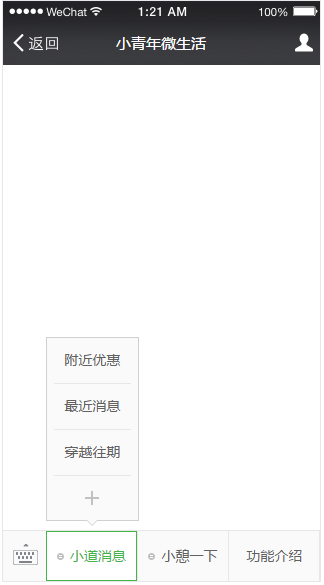 WeChat 1:21 AM 100%
返回 小青年微生活
附近优惠
最近消息
穿越往期
+
小道消息 小憩一下 功能介绍